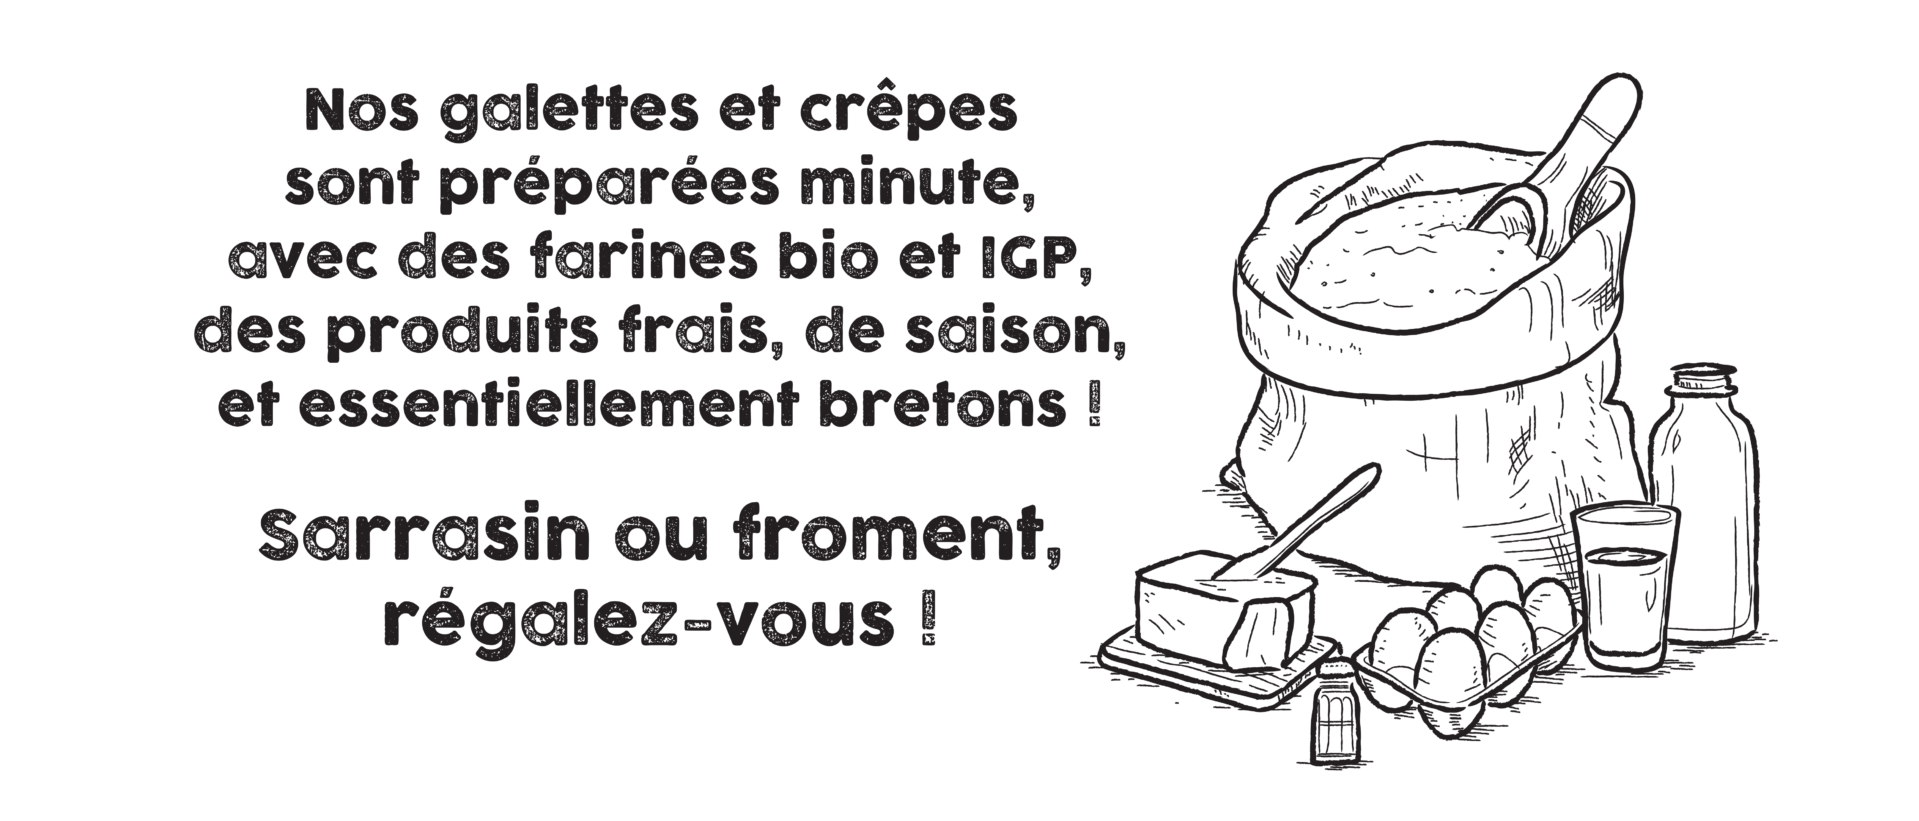 Nos galettes et crêpes
sont préparées minute,
avec des farines bio et IGP,
des produits frais, de saison,
et essentiellement bretons !
Sarrasin ou froment,
régalez-vous !